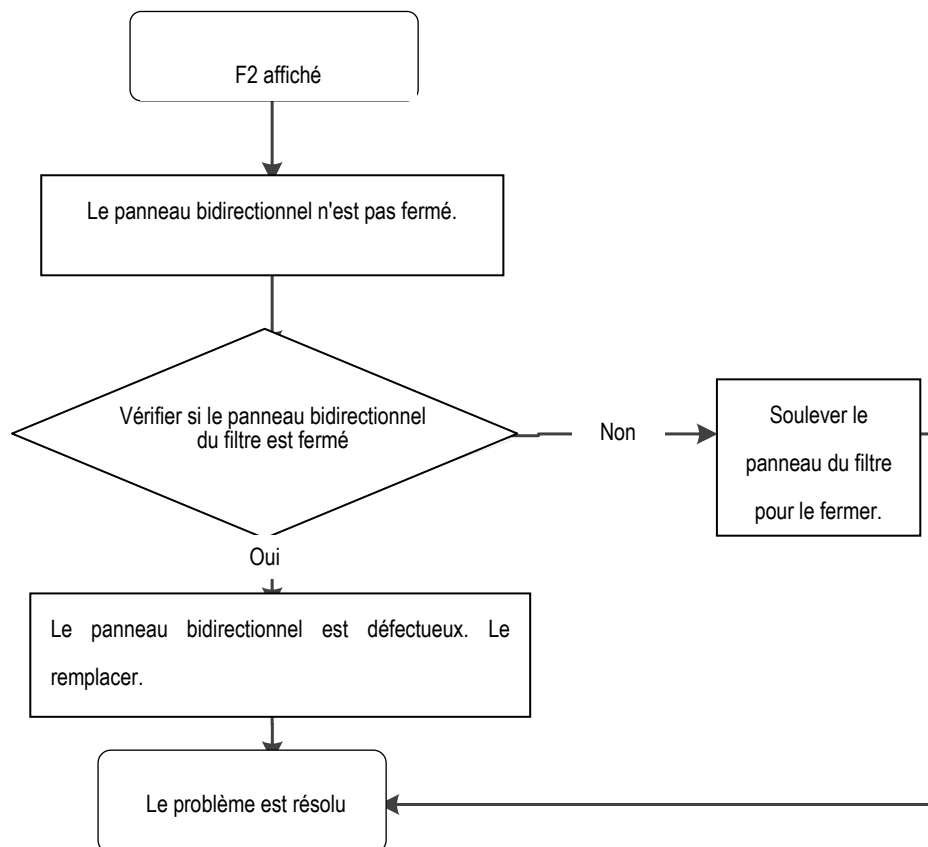 F2 affiché
Le panneau bidirectionnel n'est pas fermé.
Vérifier si le panneau bidirectionnel
du filtre est fermé
Non
Soulever le
panneau du filtre
pour le fermer.
Oui
Le panneau bidirectionnel est défectueux. Le
remplacer.
Le problème est résolu